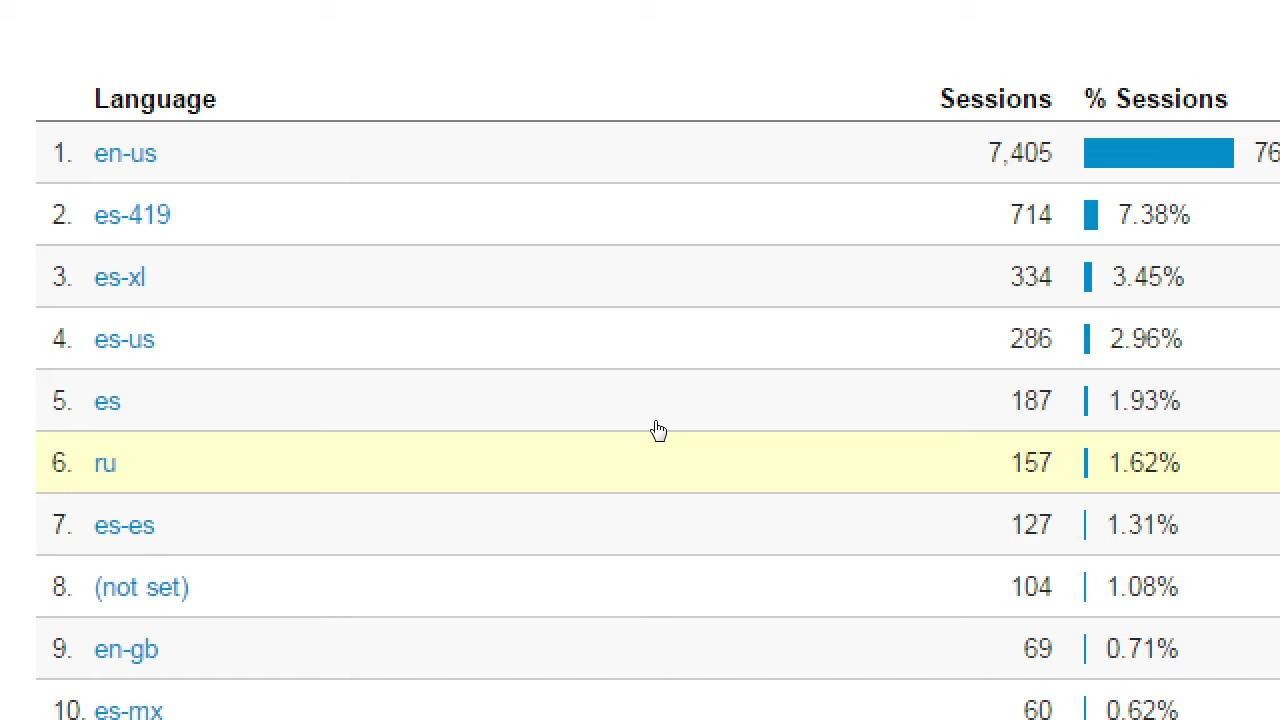 Language Sessions % Sessions
1. en-us 7,405 76
2. es-419 714 7.38%
3. es-xl 334 3.45%
4. es-us 286 2.96%
5. es 187 1.93%
6. ru 157 1.62%
7. es-es 127 1.31%
8. (not set) 104 1.08%
9. en-gb 69 0.71%
10. es-mx 60 0.62%